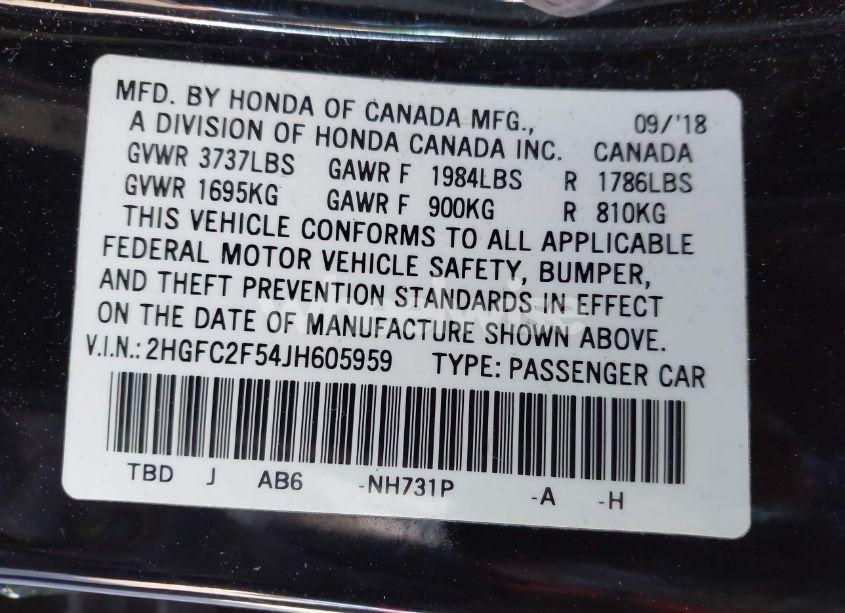 MFD. BY HONDA OF CANADA MFG., 09/'18
A DIVISION OF HONDA CANADA INC. CANADA
GVWR 3737LBS GAWR F 1984LBS R 1786LBS
GVWR 1695KG GAWR F 900KG R 810KG
THIS VEHICLE CONFORMS TO ALL APPLICABLE
FEDERAL MOTOR VEHICLE SAFETY, BUMPER,
AND THEFT PREVENTION STANDARDS IN EFFECT
ON THE DATE OF MANUFACTURE SHOWN ABOVE.
V.I.N.: 2HGFC2F54JH605959 TYPE: PASSENGER CAR
TBD J AB6 -NH731P -A -H